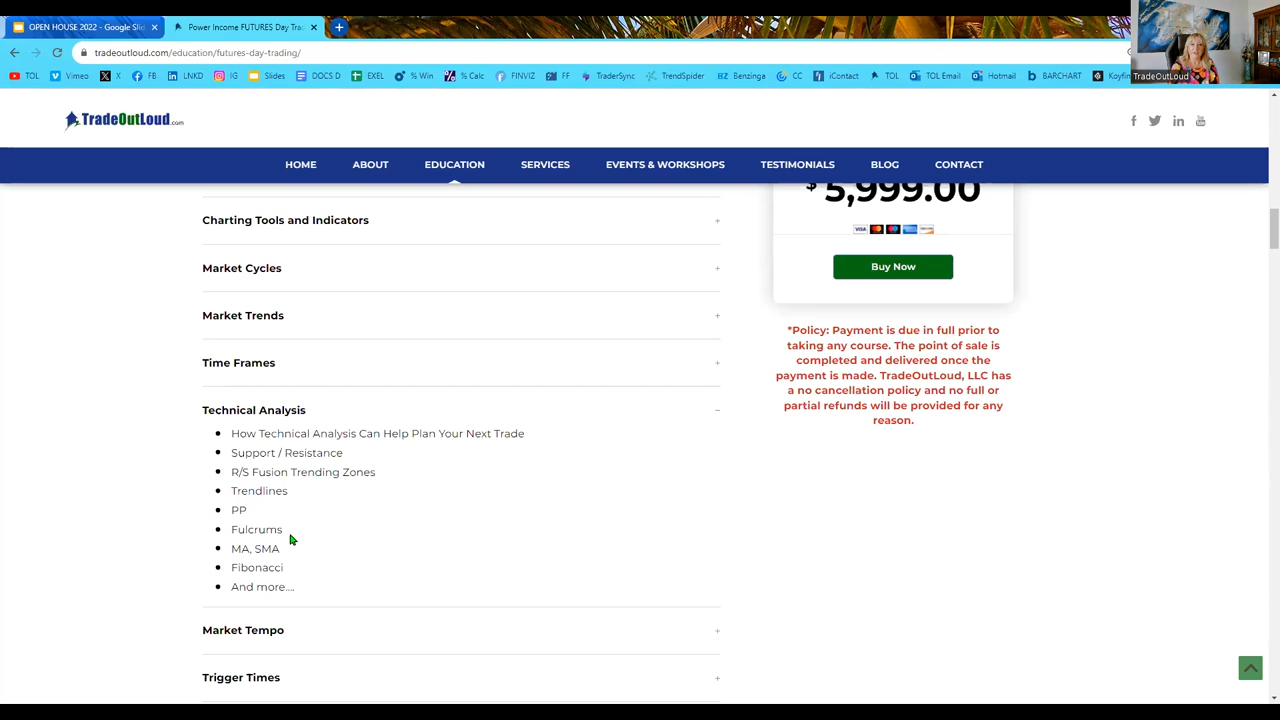 OPEN HOUSE 2022 - Google Slid
Power Income FUTURES Day Tra
tradeoutloud.com/education/futures-day-trading/
TOL Vimeo X FB LNKD IG Slides DOCS D EXEL % Win % Calc FINVIZ FF TraderSync TrendSpider Benzinga CC iContact TOL TOL Email Hotmail BARCHART Koyfin
TradeOutLoud
TradeOutLoud.com
HOME ABOUT EDUCATION SERVICES EVENTS & WORKSHOPS TESTIMONIALS BLOG CONTACT
$ 5,999.00
VISA
Buy Now
*Policy: Payment is due in full prior to
taking any course. The point of sale is
completed and delivered once the
payment is made. TradeOutLoud, LLC has
a no cancellation policy and no full or
partial refunds will be provided for any
reason.
Charting Tools and Indicators +
Market Cycles +
Market Trends +
Time Frames +
Technical Analysis −
• How Technical Analysis Can Help Plan Your Next Trade
• Support / Resistance
• R/S Fusion Trending Zones
• Trendlines
• PP
• Fulcrums
• MA, SMA
• Fibonacci
• And more....
Market Tempo +
Trigger Times +